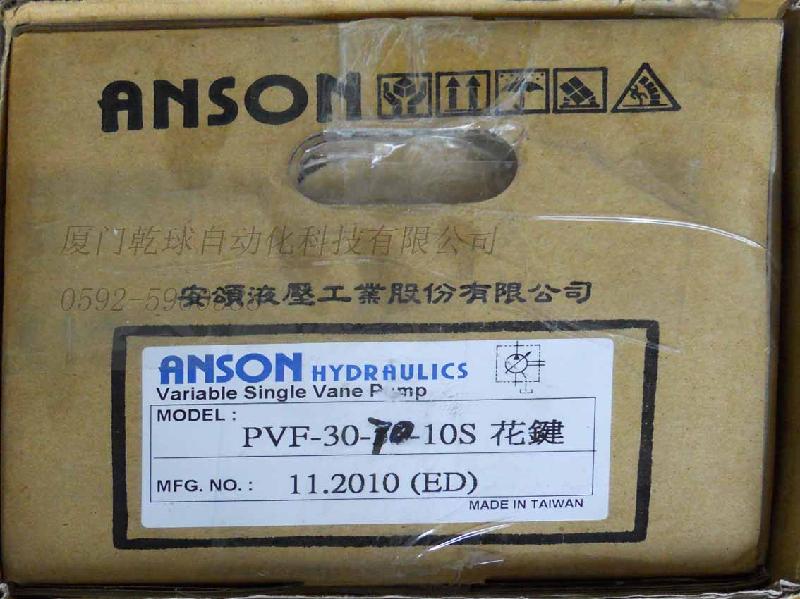 ANSON
厦门乾球自动化科技有限公司
0592-5
安頌液壓工業股份有限公司
ANSON HYDRAULICS
Variable Single Vane Pump
MODEL :
PVF-30-70-10S 花鍵
MFG. NO. : 11.2010 (ED)
MADE IN TAIWAN